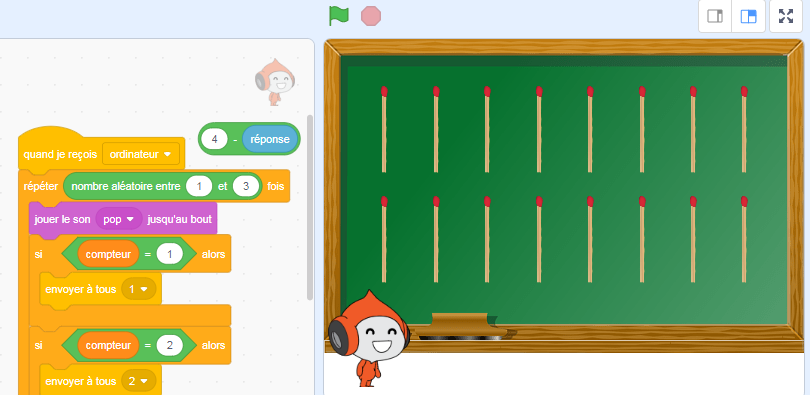 4 - réponse
quand je reçois ordinateur
répéter nombre aléatoire entre 1 et 3 fois
jouer le son pop jusqu'au bout
si compteur = 1 alors
envoyer à tous 1
si compteur = 2 alors
envoyer à tous 2